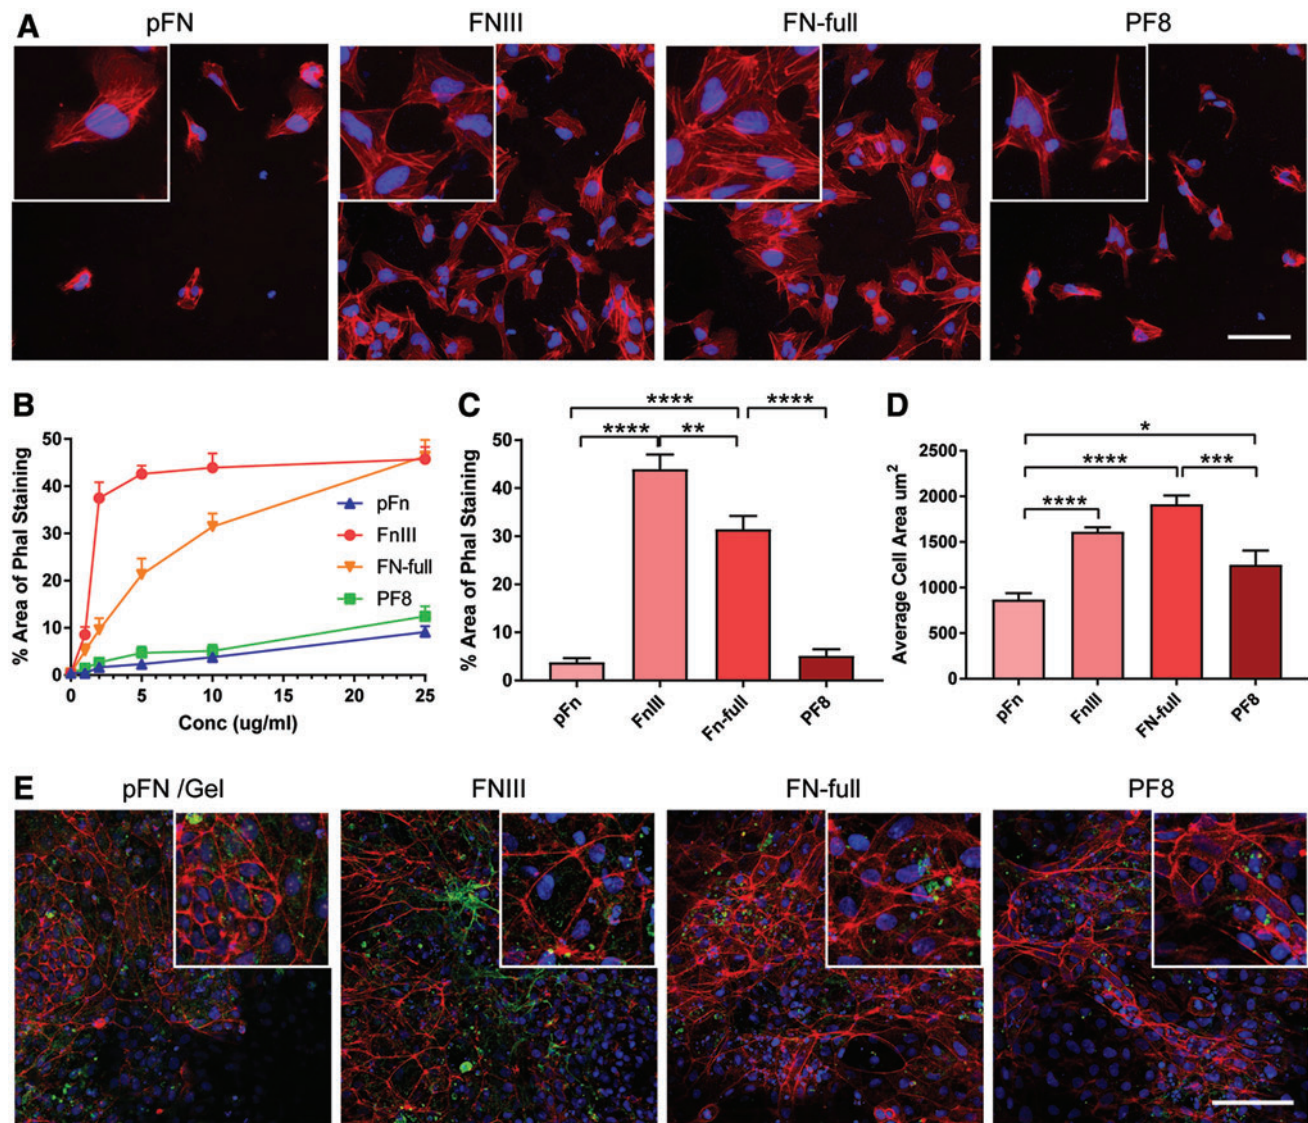 A
pFN
FNIII
FN-full
PF8
B
% Area of Phal Staining
50
40
30
20
10
0
0
5
10
15
20
25
Conc (ug/ml)
pFn
FnIII
FN-full
PF8
C
% Area of Phal Staining
50
40
30
20
10
0
****
****
****
**
pFn
FnIII
Fn-full
PF8
D
Average Cell Area um²
2500
2000
1500
1000
500
0
*
****
***
****
pFn
FnIII
FN-full
PF8
E
pFN /Gel
FNIII
FN-full
PF8